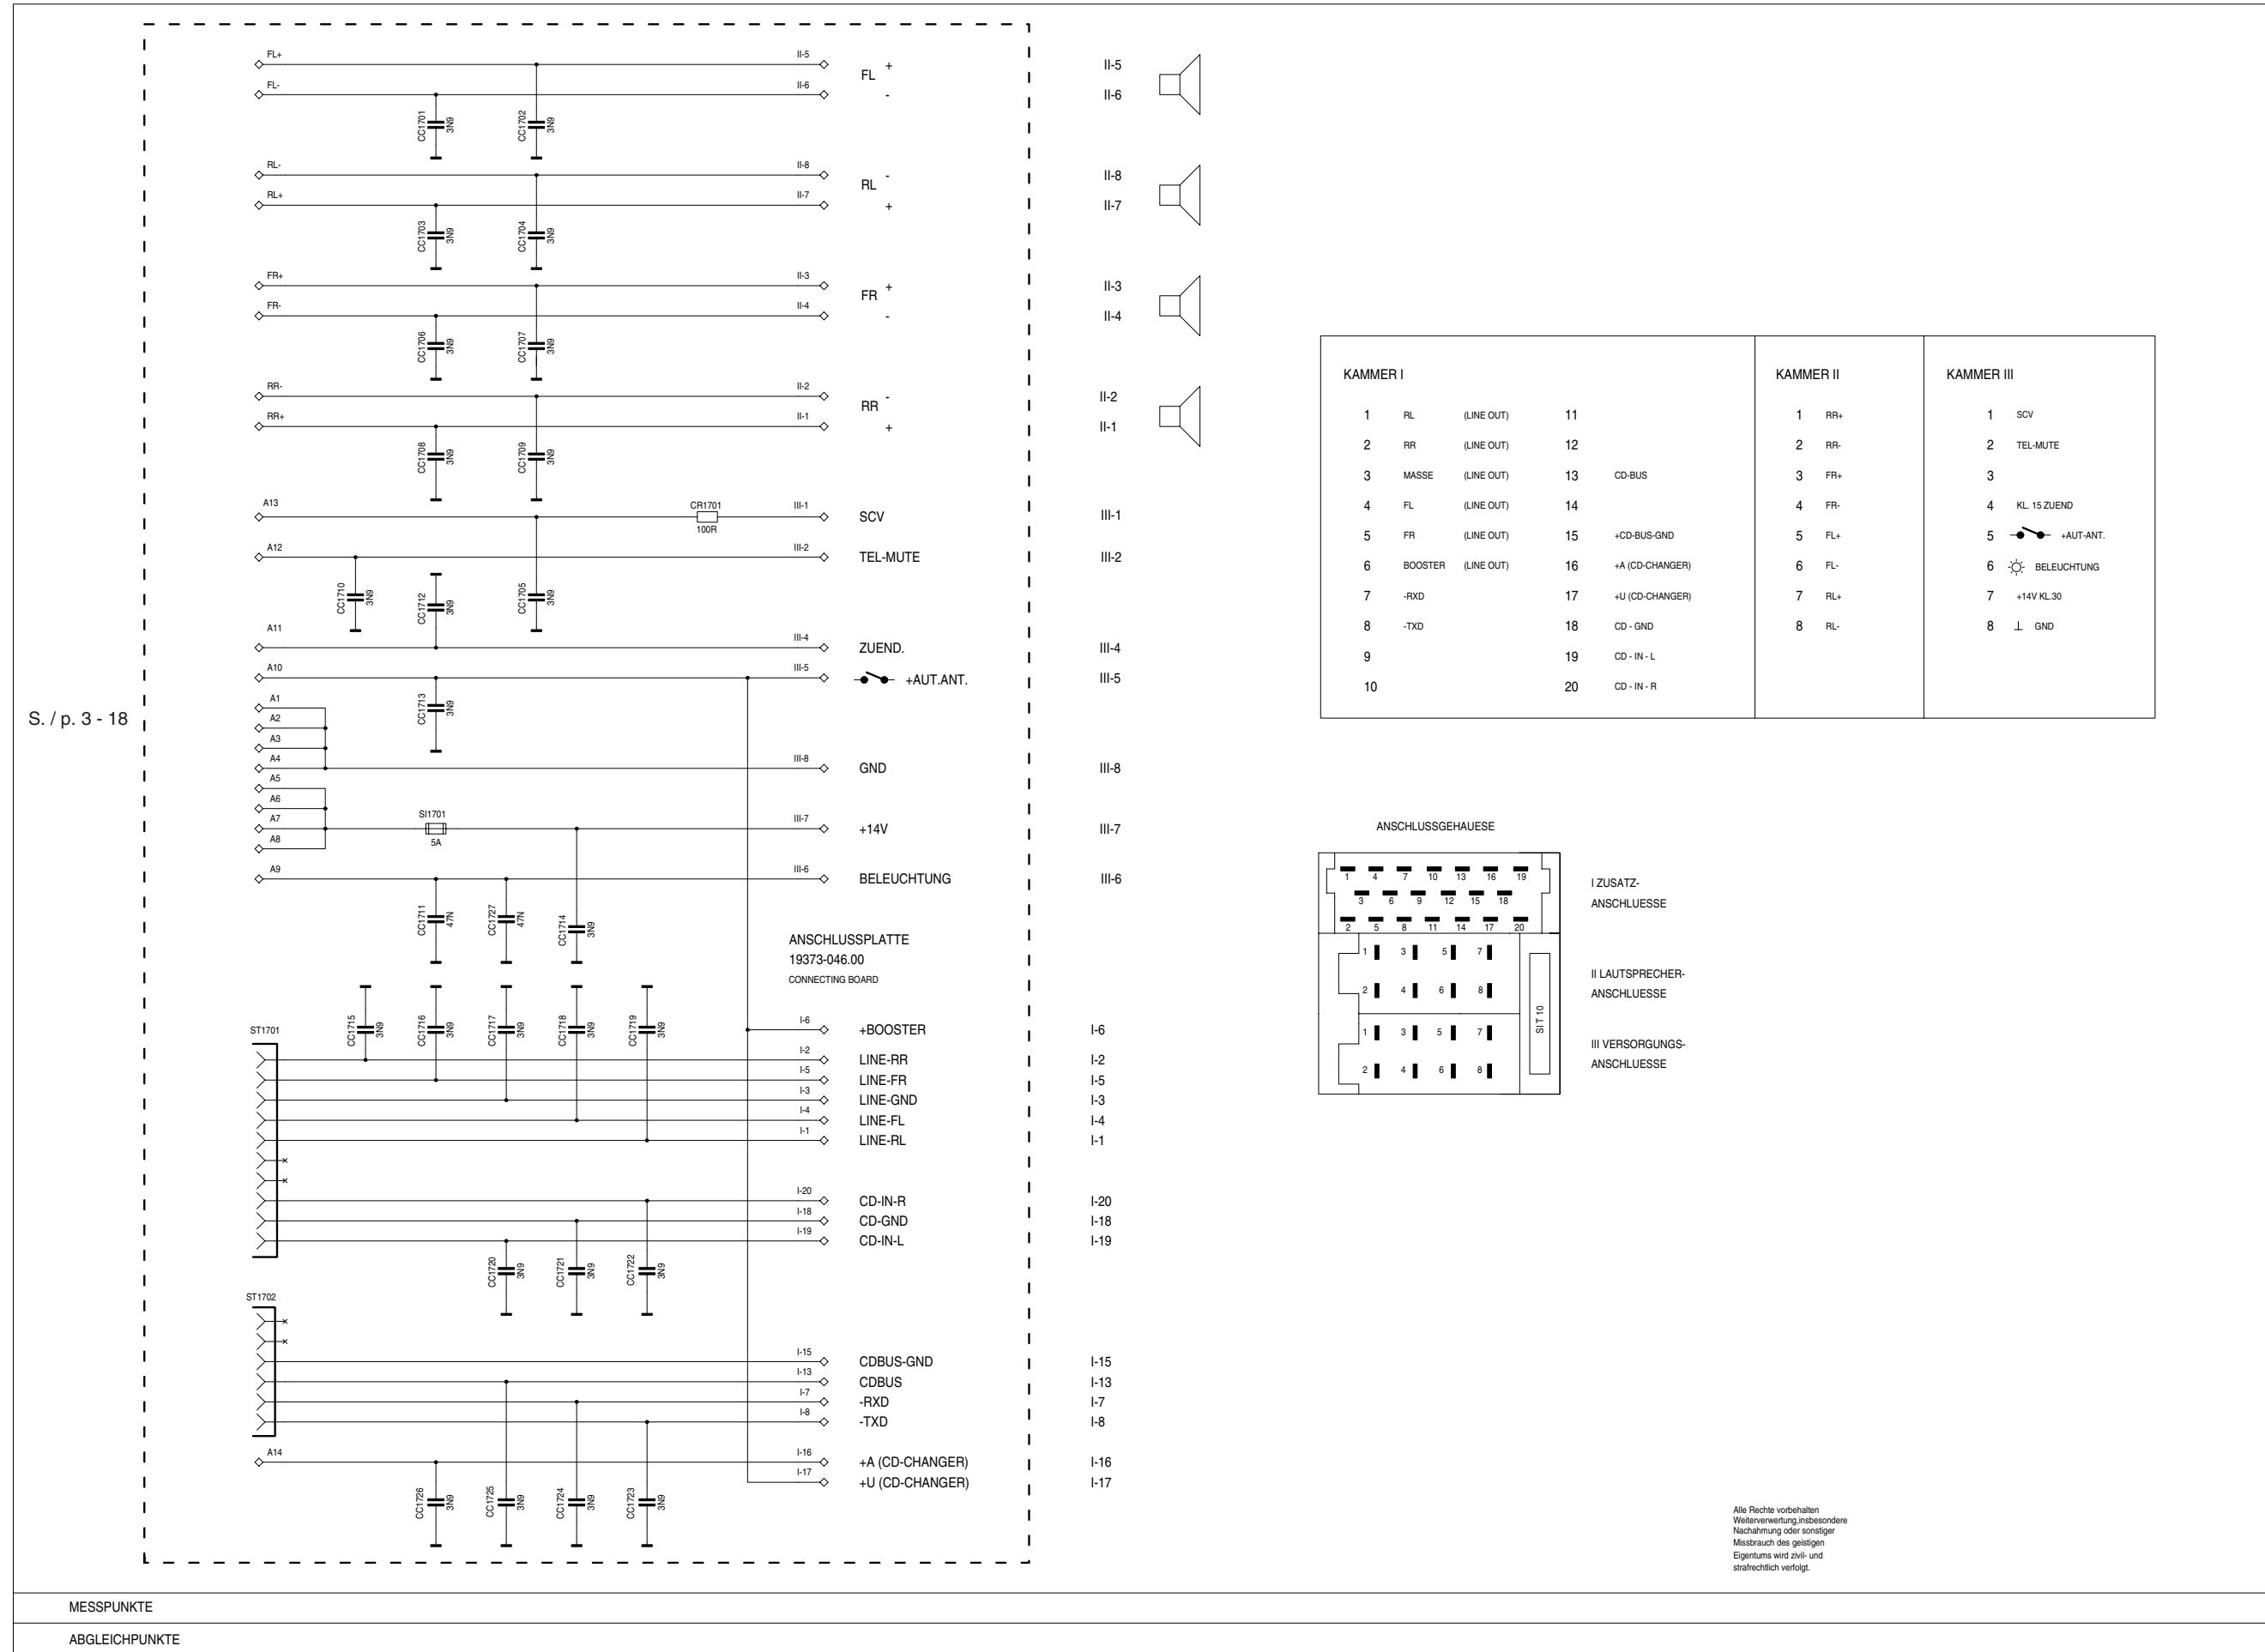 FL+ II-5
FL + II-5
FL- II-6
- II-6
CC1701 3N9 CC1702 3N9
RL- II-8
RL - II-8
RL+ II-7
+ II-7
CC1703 3N9 CC1704 3N9
FR+ II-3
FR + II-3
FR- II-4
- II-4
CC1706 3N9 CC1707 3N9
RR- II-2
RR - II-2
RR+ II-1
+ II-1
CC1708 3N9 CC1709 3N9
A13 CR1701 100R III-1 SCV III-1
A12 III-2 TEL-MUTE III-2
CC1710 3N9 CC1712 3N9 CC1705 3N9
A11 III-4 ZUEND. III-4
A10 III-5 +AUT.ANT. III-5
A1
CC1713 3N9
S. / p. 3 - 18
A2
A3
A4 III-8 GND III-8
A5
A6
A7 SI1701 5A III-7 +14V III-7
A8
A9 III-6 BELEUCHTUNG III-6
CC1711 47N CC1727 47N CC1714 3N9
ANSCHLUSSPLATTE
19373-046.00
CONNECTING BOARD
ST1701
CC1715 3N9 CC1716 3N9 CC1717 3N9 CC1718 3N9 CC1719 3N9
I-6 +BOOSTER I-6
I-2 LINE-RR I-2
I-5 LINE-FR I-5
I-3 LINE-GND I-3
I-4 LINE-FL I-4
I-1 LINE-RL I-1
I-20 CD-IN-R I-20
I-18 CD-GND I-18
I-19 CD-IN-L I-19
CC1720 3N9 CC1721 3N9 CC1722 3N9
ST1702
I-15 CDBUS-GND I-15
I-13 CDBUS I-13
I-7 -RXD I-7
I-8 -TXD I-8
A14 I-16 +A (CD-CHANGER) I-16
I-17 +U (CD-CHANGER) I-17
CC1726 3N9 CC1725 3N9 CC1724 3N9 CC1723 3N9
KAMMER I
1 RL (LINE OUT) 11
2 RR (LINE OUT) 12
3 MASSE (LINE OUT) 13 CD-BUS
4 FL (LINE OUT) 14
5 FR (LINE OUT) 15 +CD-BUS-GND
6 BOOSTER (LINE OUT) 16 +A (CD-CHANGER)
7 -RXD 17 +U (CD-CHANGER)
8 -TXD 18 CD - GND
9 19 CD - IN - L
10 20 CD - IN - R
KAMMER II
1 RR+
2 RR-
3 FR+
4 FR-
5 FL+
6 FL-
7 RL+
8 RL-
KAMMER III
1 SCV
2 TEL-MUTE
3
4 KL. 15 ZUEND
5 +AUT-ANT.
6 BELEUCHTUNG
7 +14V KL.30
8 GND
ANSCHLUSSGEHAUESE
1 4 7 10 13 16 19
3 6 9 12 15 18
2 5 8 11 14 17 20
I ZUSATZ-
ANSCHLUESSE
1 3 5 7
2 4 6 8
II LAUTSPRECHER-
ANSCHLUESSE
1 3 5 7
2 4 6 8
III VERSORGUNGS-
ANSCHLUESSE
SIT 10
Alle Rechte vorbehalten
Weiterverwertung,insbesondere
Nachahmung oder sonstiger
Missbrauch des geistigen
Eigentums wird zivil- und
strafrechtlich verfolgt.
MESSPUNKTE
ABGLEICHPUNKTE